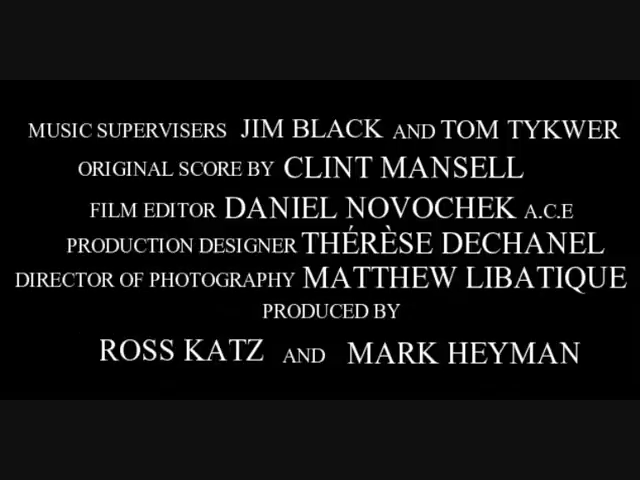 MUSIC SUPERVISERS JIM BLACK AND TOM TYKWER
ORIGINAL SCORE BY CLINT MANSELL
FILM EDITOR DANIEL NOVOCHEK A.C.E
PRODUCTION DESIGNER THÉRÈSE DECHANEL
DIRECTOR OF PHOTOGRAPHY MATTHEW LIBATIQUE
PRODUCED BY
ROSS KATZ AND MARK HEYMAN